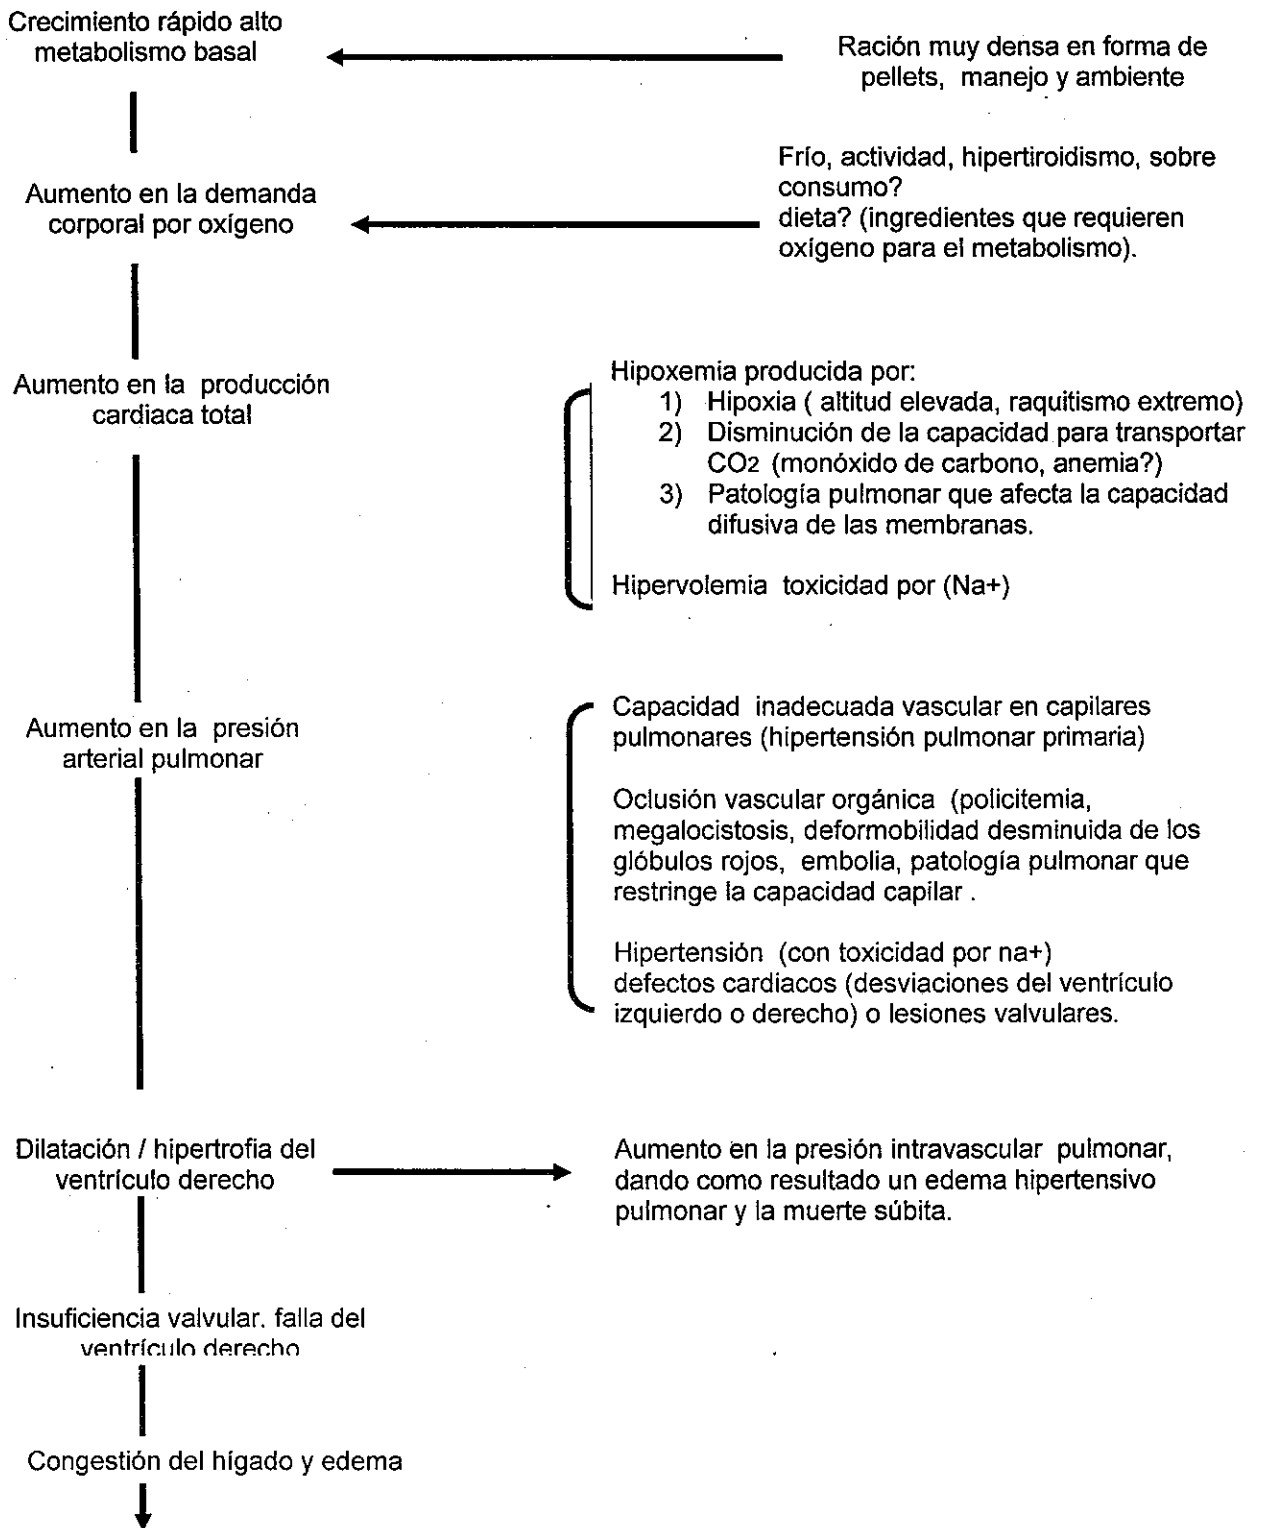 Crecimiento rápido alto
metabolismo basal
Ración muy densa en forma de
pellets, manejo y ambiente
Aumento en la demanda
corporal por oxígeno
Frío, actividad, hipertiroidismo, sobre
consumo?
dieta? (ingredientes que requieren
oxígeno para el metabolismo).
Aumento en la producción
cardiaca total
Hipoxemia producida por:
1) Hipoxia ( altitud elevada, raquitismo extremo)
2) Disminución de la capacidad para transportar
CO2 (monóxido de carbono, anemia?)
3) Patología pulmonar que afecta la capacidad
difusiva de las membranas.
Hipervolemia toxicidad por (Na+)
Aumento en la presión
arterial pulmonar
Capacidad inadecuada vascular en capilares
pulmonares (hipertensión pulmonar primaria)
Oclusión vascular orgánica (policitemia,
megalocistosis, deformobilidad desminuida de los
glóbulos rojos, embolia, patología pulmonar que
restringe la capacidad capilar .
Hipertensión (con toxicidad por na+)
defectos cardiacos (desviaciones del ventrículo
izquierdo o derecho) o lesiones valvulares.
Dilatación / hipertrofia del
ventrículo derecho
Aumento en la presión intravascular pulmonar,
dando como resultado un edema hipertensivo
pulmonar y la muerte súbita.
Insuficiencia valvular. falla del
ventrículo derecho
Congestión del hígado y edema